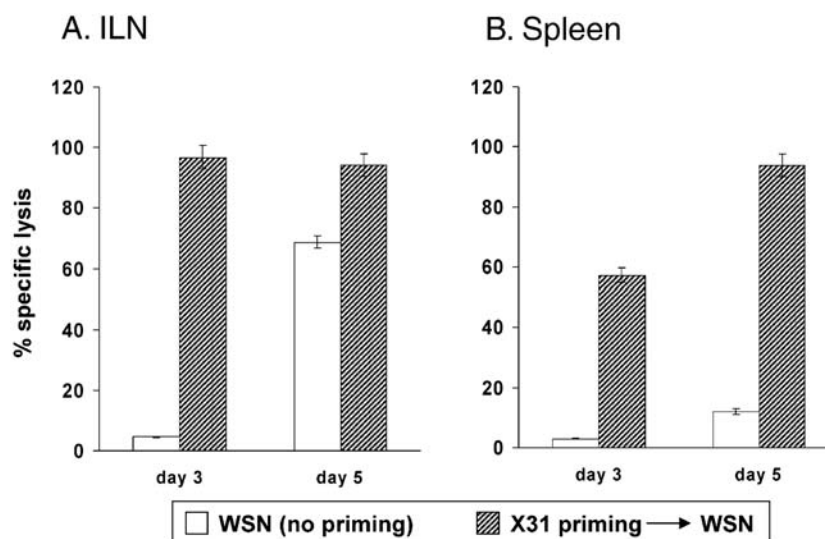 A. ILN
B. Spleen
% specific lysis
120
100
80
60
40
20
0
day 3
day 5
120
100
80
60
40
20
0
day 3
day 5
WSN (no priming)
X31 priming → WSN